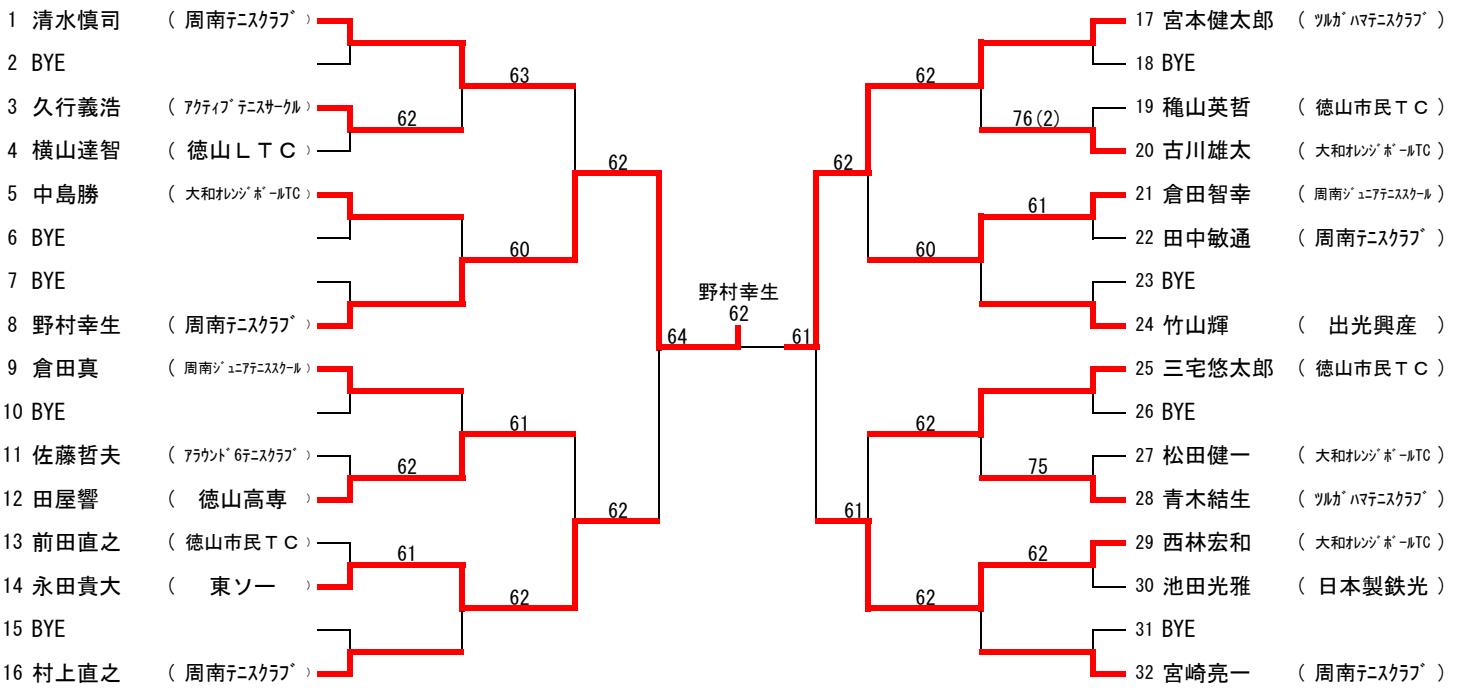 1 清水慎司 ( 周南ﾃﾆｽｸﾗﾌﾞ )
2 BYE
63
3 久行義浩 ( ｱｸﾃｨﾌﾞﾃﾆｽｻｰｸﾙ )
62
4 横山達智 ( 徳山ＬＴＣ )
62
5 中島勝 ( 大和ｵﾚﾝｼﾞﾎﾞｰﾙTC )
6 BYE
60
7 BYE
8 野村幸生 ( 周南ﾃﾆｽｸﾗﾌﾞ )
64
9 倉田真 ( 周南ｼﾞｭﾆｱﾃﾆｽｽｸｰﾙ )
10 BYE
61
11 佐藤哲夫 ( ｱﾗｳﾝﾄﾞ6ﾃﾆｽｸﾗﾌﾞ )
62
12 田屋響 ( 徳山高専 )
62
13 前田直之 ( 徳山市民ＴＣ )
61
14 永田貴大 ( 東ソー )
62
15 BYE
16 村上直之 ( 周南ﾃﾆｽｸﾗﾌﾞ )
野村幸生
62
17 宮本健太郎 ( ﾂﾙｶﾞﾊﾏﾃﾆｽｸﾗﾌﾞ )
18 BYE
62
19 穐山英哲 ( 徳山市民ＴＣ )
76(2)
20 古川雄太 ( 大和ｵﾚﾝｼﾞﾎﾞｰﾙTC )
62
21 倉田智幸 ( 周南ｼﾞｭﾆｱﾃﾆｽｽｸｰﾙ )
61
22 田中敏通 ( 周南ﾃﾆｽｸﾗﾌﾞ )
60
23 BYE
24 竹山輝 ( 出光興産 )
61
25 三宅悠太郎 ( 徳山市民ＴＣ )
26 BYE
62
27 松田健一 ( 大和ｵﾚﾝｼﾞﾎﾞｰﾙTC )
75
28 青木結生 ( ﾂﾙｶﾞﾊﾏﾃﾆｽｸﾗﾌﾞ )
61
29 西林宏和 ( 大和ｵﾚﾝｼﾞﾎﾞｰﾙTC )
62
30 池田光雅 ( 日本製鉄光 )
62
31 BYE
32 宮崎亮一 ( 周南ﾃﾆｽｸﾗﾌﾞ )